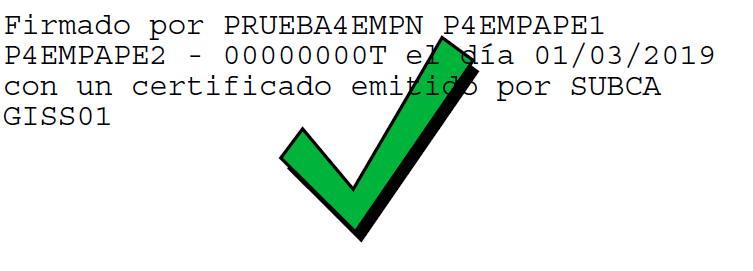 Firmado por PRUEBA4EMPN P4EMPAPE1
P4EMPAPE2 - 00000000T el día 01/03/2019
con un certificado emitido por SUBCA
GISS01